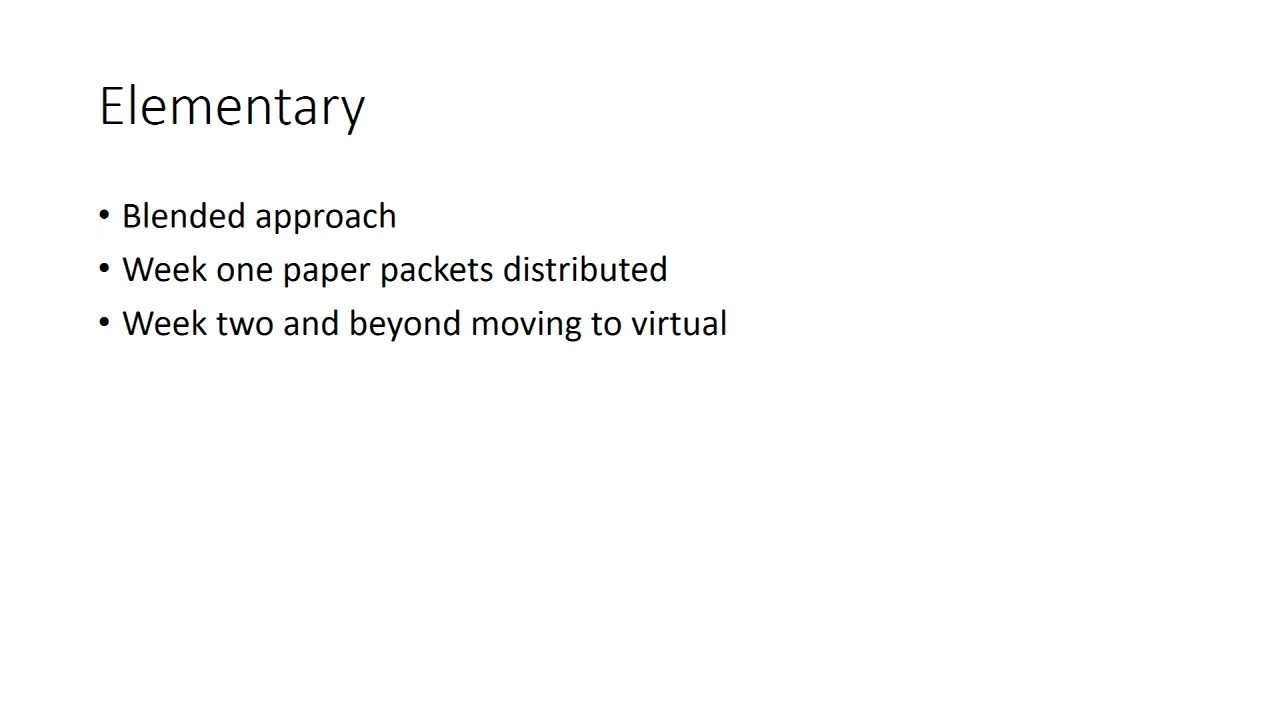 Elementary
• Blended approach
• Week one paper packets distributed
• Week two and beyond moving to virtual